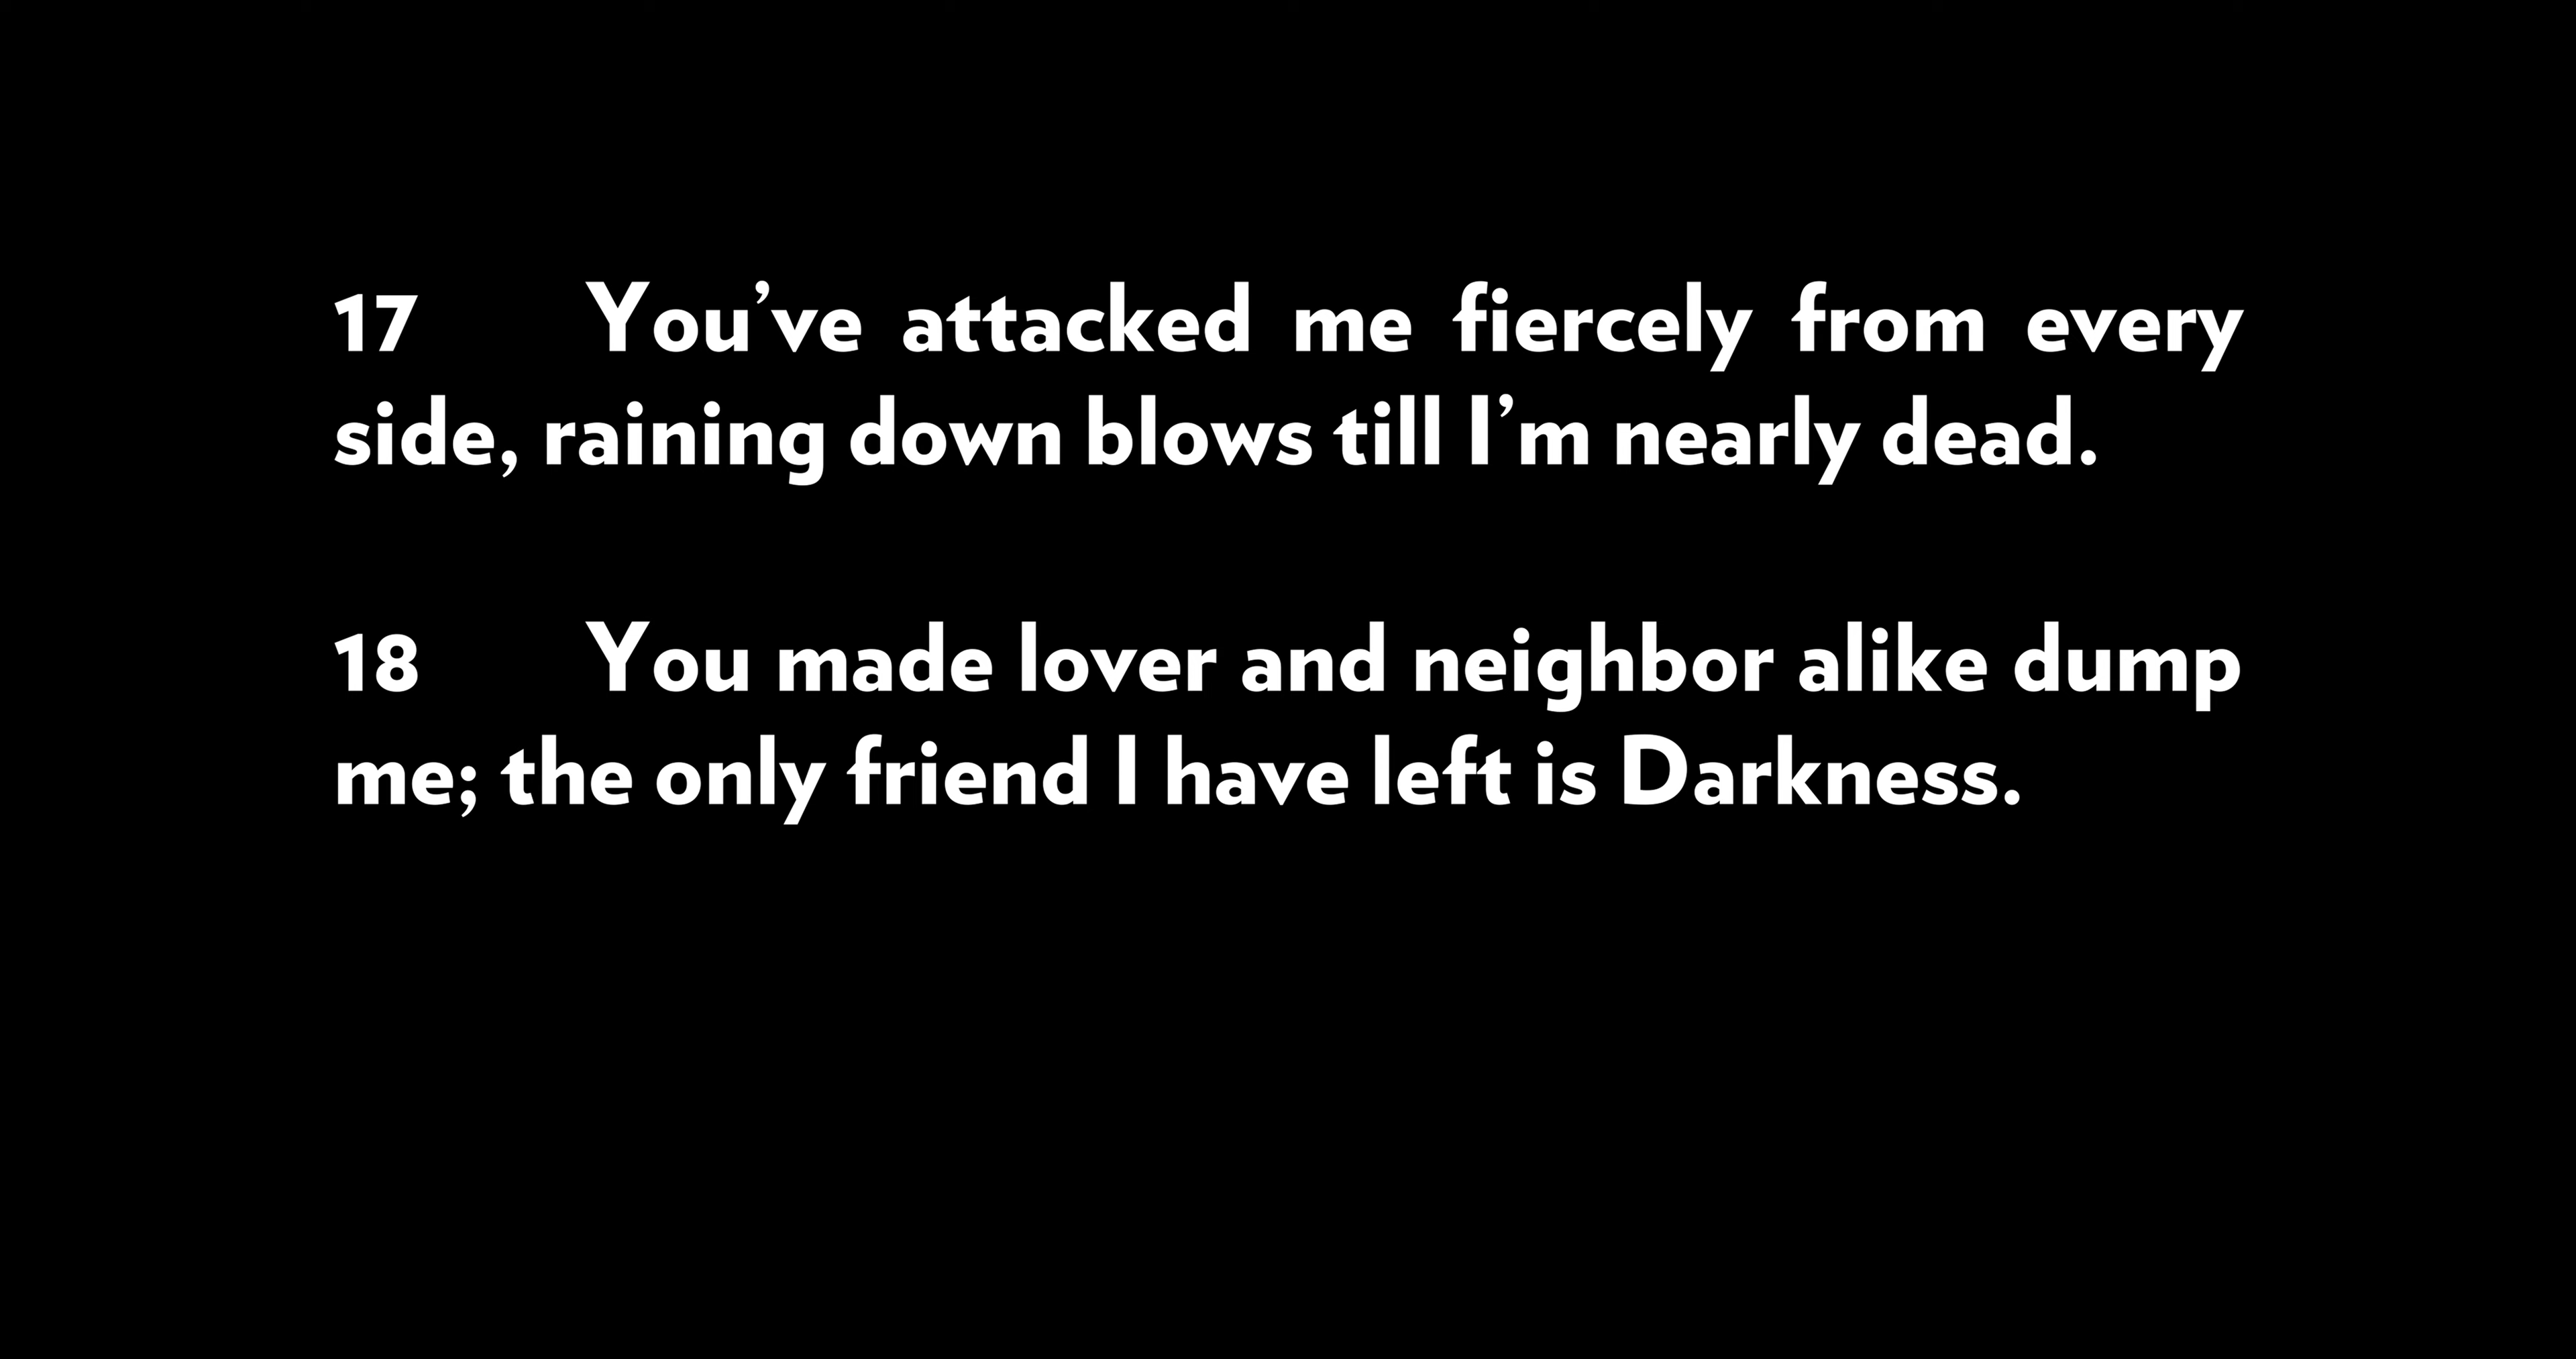 17 You’ve attacked me fiercely from every
side, raining down blows till I’m nearly dead.
18 You made lover and neighbor alike dump
me; the only friend I have left is Darkness.